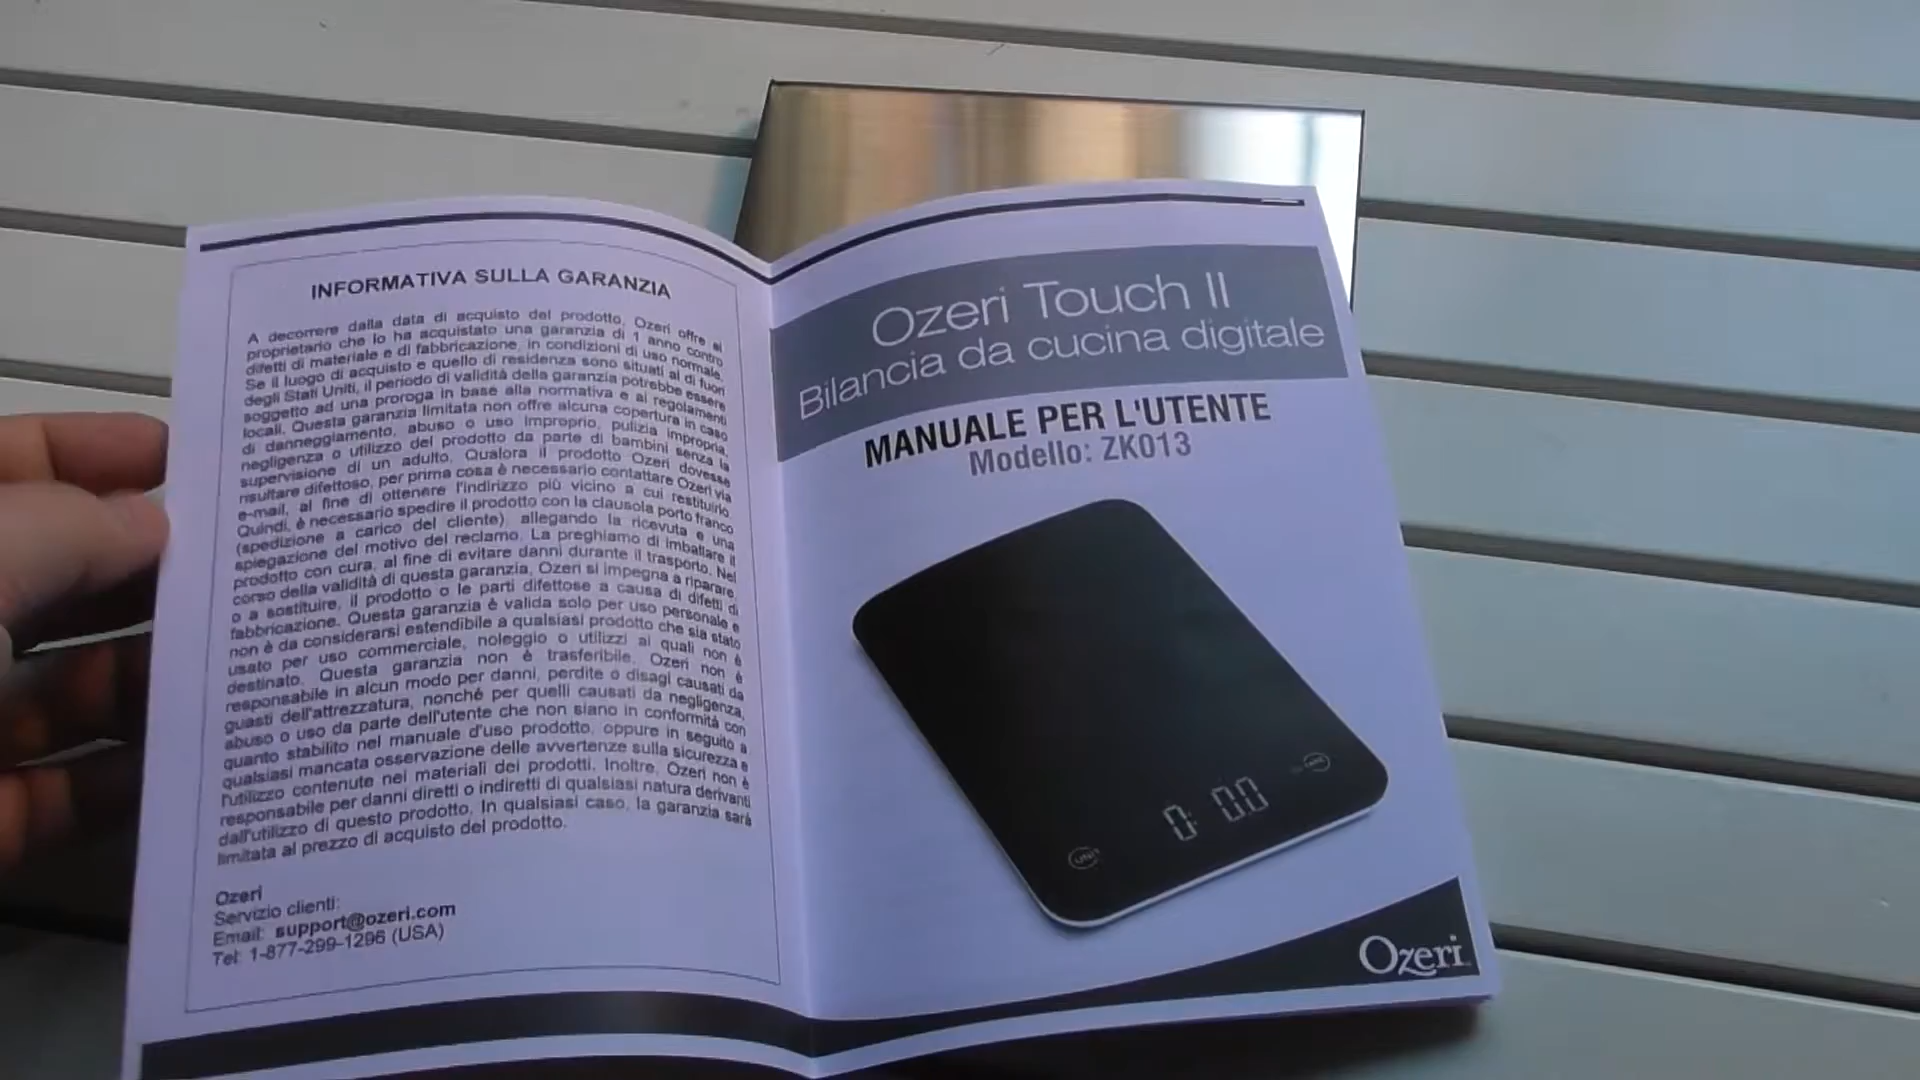 INFORMATIVA SULLA GARANZIA
A decorrere dalla data di acquisto del prodotto, Ozeri offre al
proprietario che lo ha acquistato una garanzia di 1 anno contro
difetti di materiale e di fabbricazione, in condizioni di uso normale.
Se il luogo di acquisto e quello di residenza sono situati al di fuori
degli Stati Uniti, il periodo di validità della garanzia potrebbe essere
soggetto ad una proroga in base alla normativa e ai regolamenti
locali. Questa garanzia limitata non offre alcuna copertura in caso
di danneggiamento, abuso o uso improprio, pulizia impropria,
negligenza o utilizzo del prodotto da parte di bambini senza la
supervisione di un adulto. Qualora il prodotto Ozeri dovesse
risultare difettoso, per prima cosa è necessario contattare Ozeri via
e-mail, al fine di ottenere l'indirizzo più vicino a cui restituirlo.
Quindi, è necessario spedire il prodotto con la clausola porto franco
(spedizione a carico del cliente), allegando la ricevuta e una
spiegazione del motivo del reclamo. La preghiamo di imballare il
prodotto con cura, al fine di evitare danni durante il trasporto. Nel
corso della validità di questa garanzia, Ozeri si impegna a riparare,
o a sostituire, il prodotto o le parti difettose a causa di difetti di
fabbricazione. Questa garanzia è valida solo per uso personale e
non è da considerarsi estendibile a qualsiasi prodotto che sia stato
usato per uso commerciale, noleggio o utilizzi ai quali non è
destinato. Questa garanzia non è trasferibile. Ozeri non è
responsabile in alcun modo per danni, perdite o disagi causati da
guasti dell'attrezzatura, nonché per quelli causati da negligenza,
abuso o uso da parte dell'utente che non siano in conformità con
quanto stabilito nel manuale d'uso prodotto, oppure in seguito a
qualsiasi mancata osservazione delle avvertenze sulla sicurezza e
l'utilizzo contenute nei materiali dei prodotti. Inoltre, Ozeri non è
responsabile per danni diretti o indiretti di qualsiasi natura derivanti
dall'utilizzo di questo prodotto. In qualsiasi caso, la garanzia sarà
limitata al prezzo di acquisto del prodotto.
Ozeri
Servizio clienti:
Email: support@ozeri.com
Tel: 1-877-299-1296 (USA)
Ozeri Touch II
Bilancia da cucina digitale
MANUALE PER L'UTENTE
Modello: ZK013
0: 0.0
UNIT
Ozeri